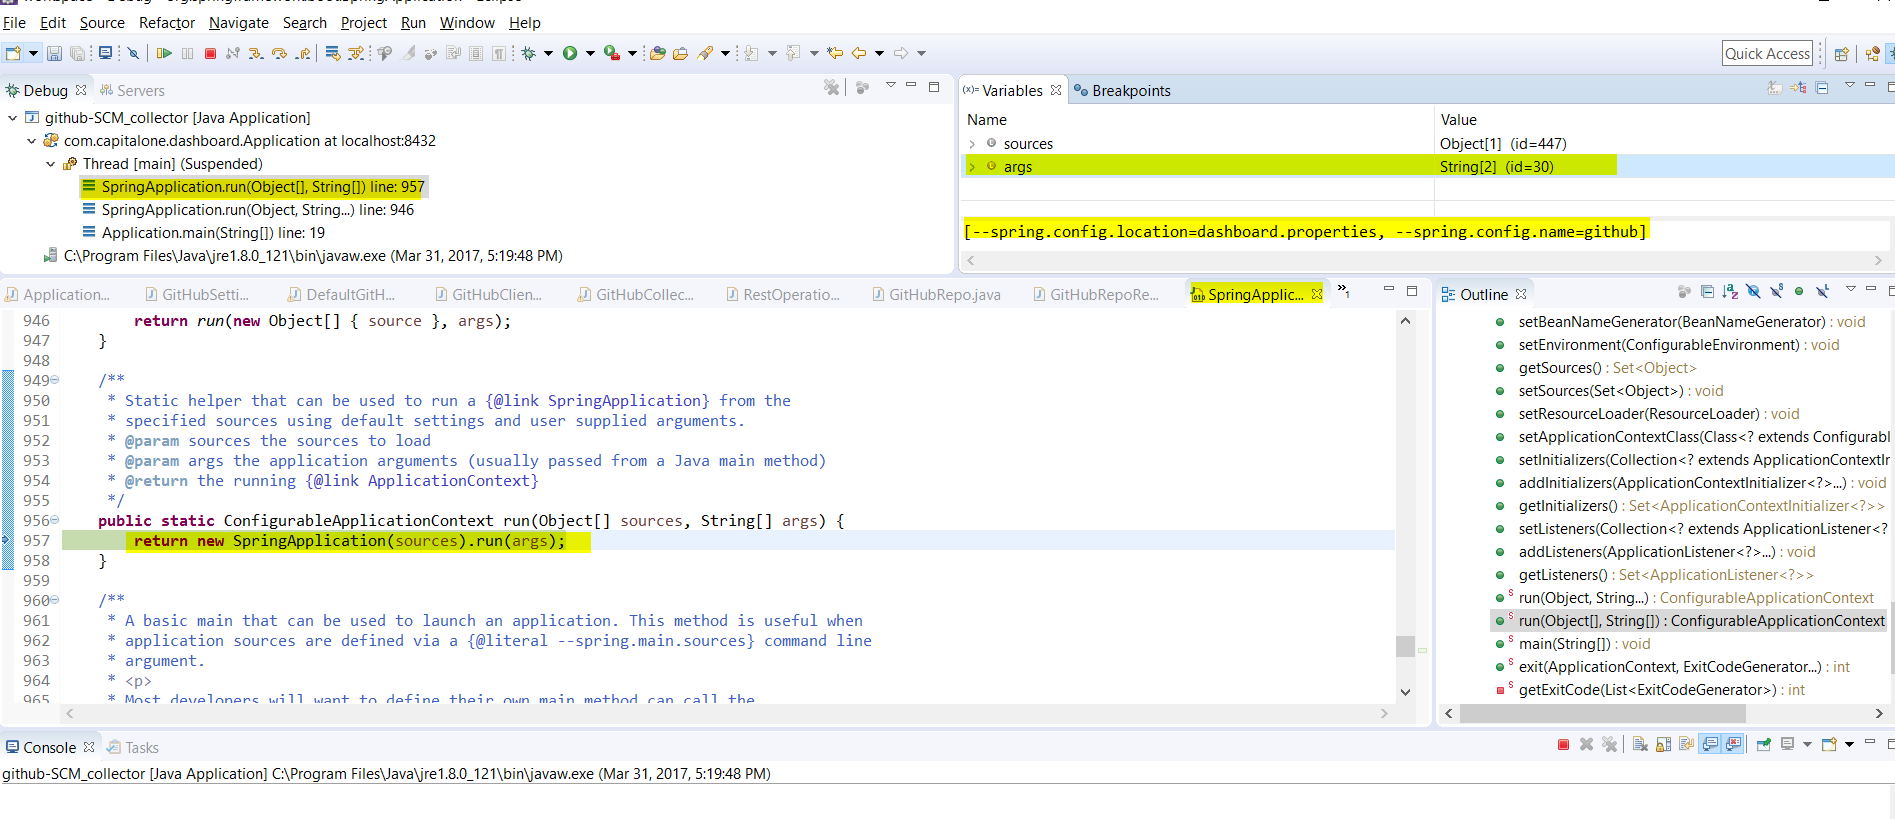 Workspace - Debug - org.springframework.boot.SpringApplication - Eclipse
File Edit Source Refactor Navigate Search Project Run Window Help
Quick Access
Debug Servers
github-SCM_collector [Java Application]
com.capitalone.dashboard.Application at localhost:8432
Thread [main] (Suspended)
SpringApplication.run(Object[], String[]) line: 957
SpringApplication.run(Object, String...) line: 946
Application.main(String[]) line: 19
C:\Program Files\Java\jre1.8.0_121\bin\javaw.exe (Mar 31, 2017, 5:19:48 PM)
(x)= Variables Breakpoints
Name Value
sources Object[1] (id=447)
args String[2] (id=30)
[--spring.config.location=dashboard.properties, --spring.config.name=github]
Application... GitHubSetti... DefaultGitH... GitHubClien... GitHubCollec... RestOperatio... GitHubRepo.java GitHubRepoRe... SpringApplic... »1
946 return run(new Object[] { source }, args);
947 }
948
949 /**
950 * Static helper that can be used to run a {@link SpringApplication} from the
951 * specified sources using default settings and user supplied arguments.
952 * @param sources the sources to load
953 * @param args the application arguments (usually passed from a Java main method)
954 * @return the running {@link ApplicationContext}
955 */
956 public static ConfigurableApplicationContext run(Object[] sources, String[] args) {
957 return new SpringApplication(sources).run(args);
958 }
959
960 /**
961 * A basic main that can be used to launch an application. This method is useful when
962 * application sources are defined via a {@literal --spring.main.sources} command line
963 * argument.
964 * <p>
965 * Most developers will want to define their own main method can call the
Outline
setBeanNameGenerator(BeanNameGenerator) : void
setEnvironment(ConfigurableEnvironment) : void
getSources() : Set<Object>
setSources(Set<Object>) : void
setResourceLoader(ResourceLoader) : void
setApplicationContextClass(Class<? extends Configurabl
setInitializers(Collection<? extends ApplicationContextIr
addInitializers(ApplicationContextInitializer<?>...) : void
getInitializers() : Set<ApplicationContextInitializer<?>>
setListeners(Collection<? extends ApplicationListener<?
addListeners(ApplicationListener<?>...) : void
getListeners() : Set<ApplicationListener<?>>
run(Object, String...) : ConfigurableApplicationContext
run(Object[], String[]) : ConfigurableApplicationContext
main(String[]) : void
exit(ApplicationContext, ExitCodeGenerator...) : int
getExitCode(List<ExitCodeGenerator>) : int
Console Tasks
github-SCM_collector [Java Application] C:\Program Files\Java\jre1.8.0_121\bin\javaw.exe (Mar 31, 2017, 5:19:48 PM)